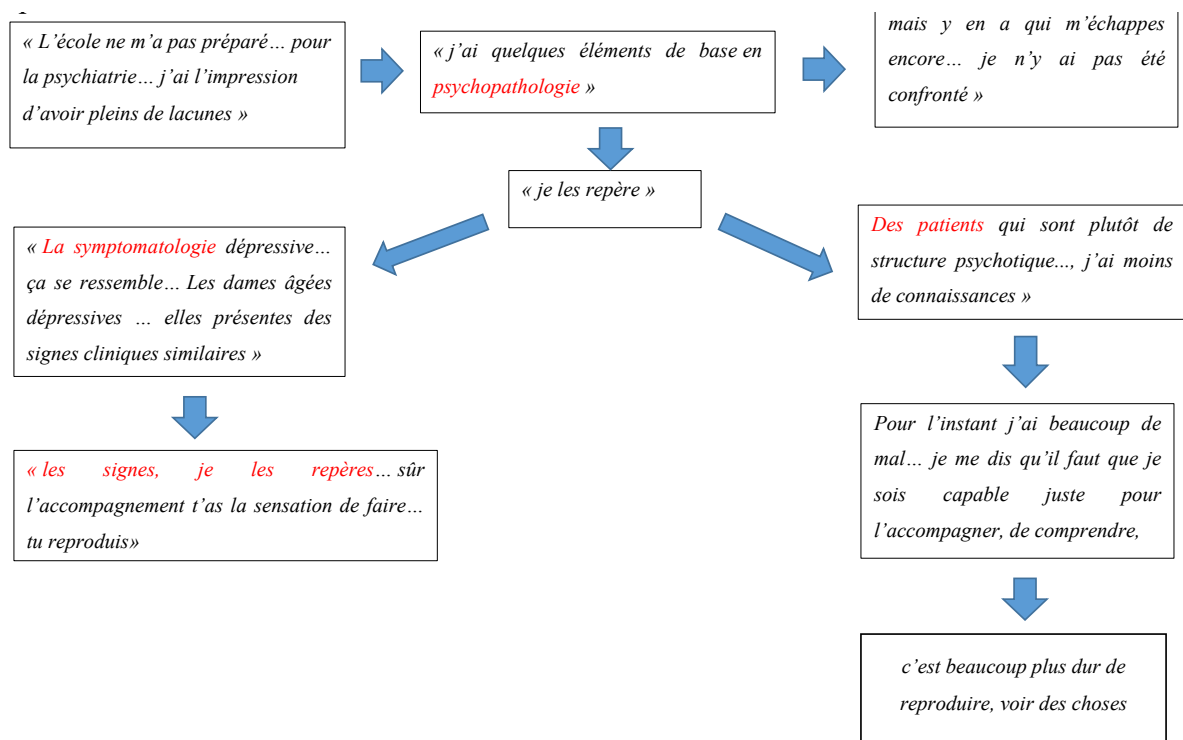 « L'école ne m'a pas préparé… pour
la psychiatrie… j'ai l'impression
d'avoir pleins de lacunes »
« j'ai quelques éléments de base en
psychopathologie »
mais y en a qui m'échappes
encore… je n'y ai pas été
confronté »
« je les repère »
« La symptomatologie dépressive…
ça se ressemble… Les dames âgées
dépressives … elles présentes des
signes cliniques similaires »
Des patients qui sont plutôt de
structure psychotique..., j'ai moins
de connaissances »
« les signes, je les repères… sûr
l'accompagnement t'as la sensation de faire…
tu reproduis»
Pour l'instant j'ai beaucoup de
mal… je me dis qu'il faut que je
sois capable juste pour
l'accompagner, de comprendre,
c'est beaucoup plus dur de
reproduire, voir des choses